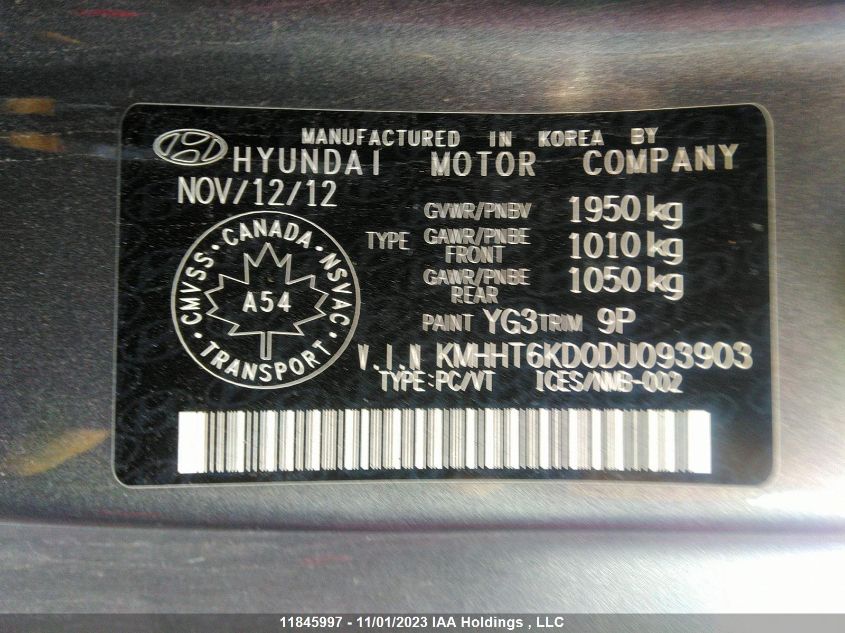 MANUFACTURED IN KOREA BY
HYUNDAI MOTOR COMPANY
NOV/12/12
GVWR/PNBV 1950 kg
TYPE GAWR/PNBE FRONT 1010 kg
GAWR/PNBE REAR 1050 kg
CMVSS · CANADA · NSVAC · TRANSPORT ·
A54
PAINT YG3 TRIM 9P
V.I.N KMHHT6KD0DU093903
TYPE:PC/VT ICES/NMB-002
11845997 - 11/01/2023 IAA Holdings , LLC